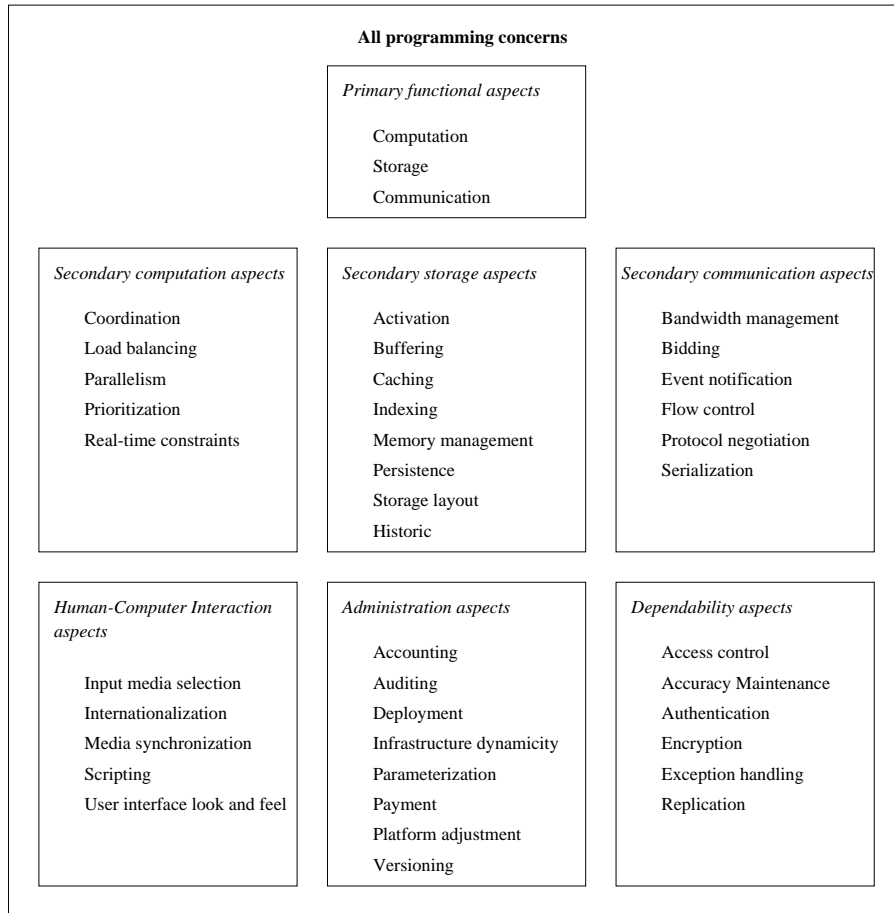 All programming concerns
Primary functional aspects
Computation
Storage
Communication
Secondary computation aspects
Coordination
Load balancing
Parallelism
Prioritization
Real-time constraints
Secondary storage aspects
Activation
Buffering
Caching
Indexing
Memory management
Persistence
Storage layout
Historic
Secondary communication aspects
Bandwidth management
Bidding
Event notification
Flow control
Protocol negotiation
Serialization
Human-Computer Interaction
aspects
Input media selection
Internationalization
Media synchronization
Scripting
User interface look and feel
Administration aspects
Accounting
Auditing
Deployment
Infrastructure dynamicity
Parameterization
Payment
Platform adjustment
Versioning
Dependability aspects
Access control
Accuracy Maintenance
Authentication
Encryption
Exception handling
Replication